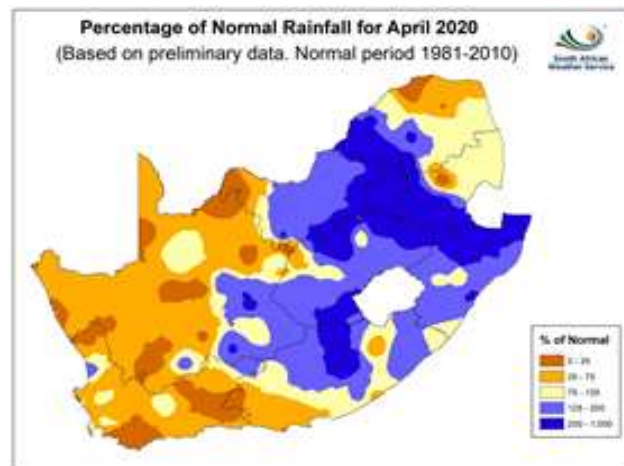 Percentage of Normal Rainfall for April 2020
(Based on preliminary data. Normal period 1981-2010)
South African
Weather Service
% of Normal
0 - 25
25 - 75
75 - 125
125 - 200
200 - 1,000